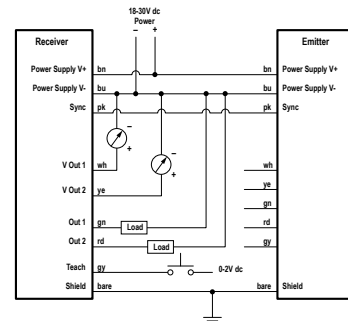 18-30V dc
Power
– +
Receiver
Emitter
Power Supply V+ bn bn Power Supply V+
Power Supply V- bu bu Power Supply V-
Sync pk pk Sync
–
+
–
+
V Out 1 wh wh
V Out 2 ye ye
gn
Out 1 gn Load rd
Out 2 rd Load gy
Teach gy 0-2V dc
Shield bare bare Shield